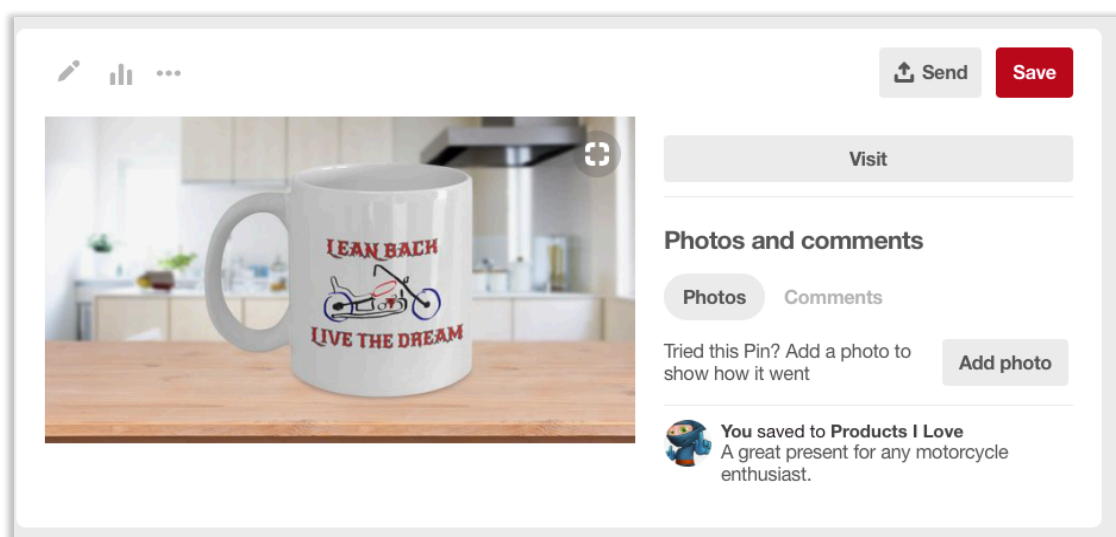 Send
Save
Visit
LEAN BACK
LIVE THE DREAM
Photos and comments
Photos
Comments
Tried this Pin? Add a photo to
show how it went
Add photo
You saved to Products I Love
A great present for any motorcycle
enthusiast.